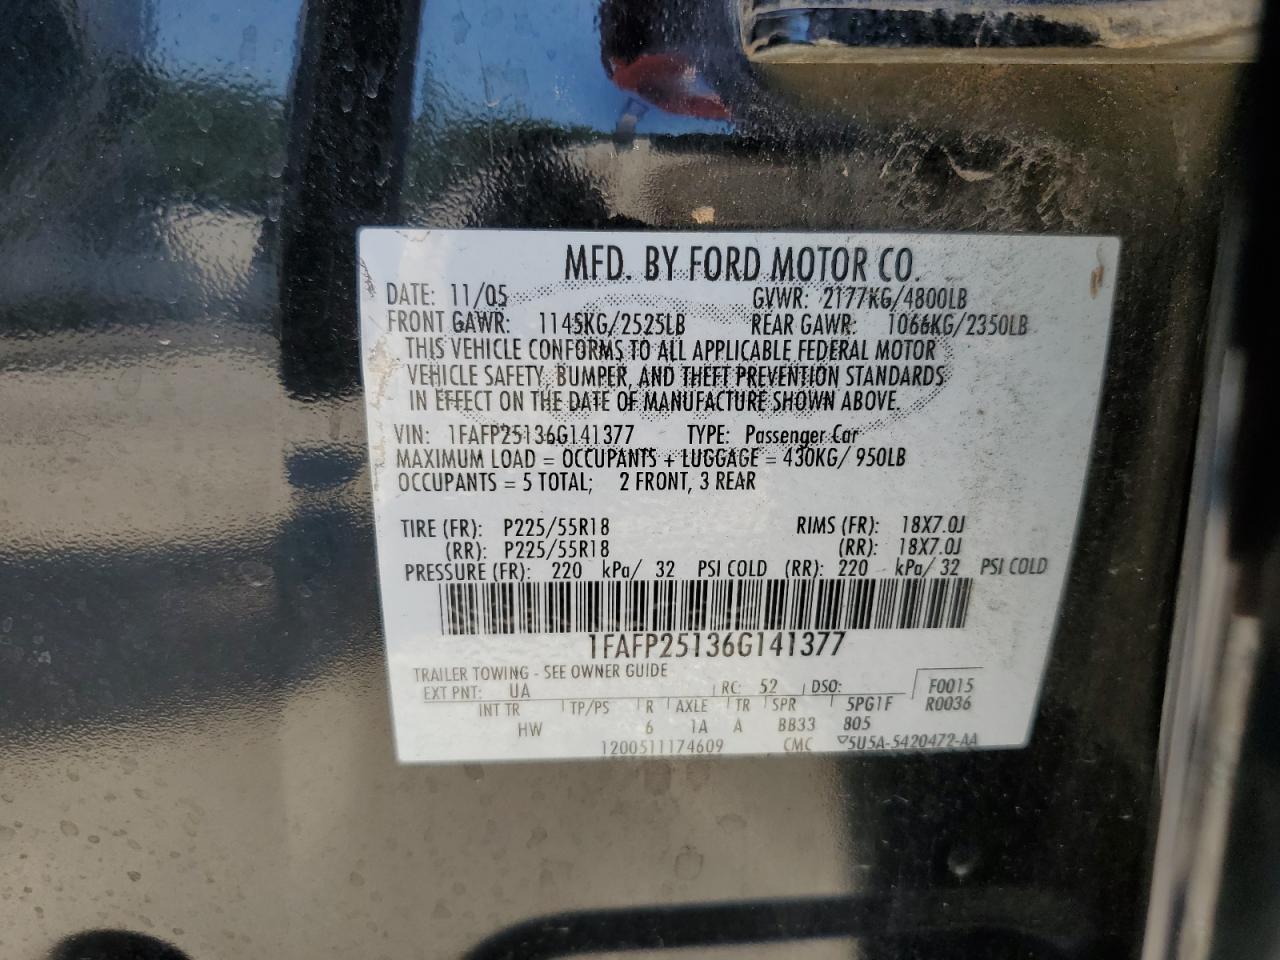 MFD. BY FORD MOTOR CO.
DATE: 11/05 GVWR: 2177KG/4800LB
FRONT GAWR: 1145KG/2525LB REAR GAWR: 1066KG/2350LB
THIS VEHICLE CONFORMS TO ALL APPLICABLE FEDERAL MOTOR
VEHICLE SAFETY, BUMPER, AND THEFT PREVENTION STANDARDS
IN EFFECT ON THE DATE OF MANUFACTURE SHOWN ABOVE.
VIN: 1FAFP25136G141377 TYPE: Passenger Car
MAXIMUM LOAD = OCCUPANTS + LUGGAGE = 430KG/ 950LB
OCCUPANTS = 5 TOTAL; 2 FRONT, 3 REAR
TIRE (FR): P225/55R18 RIMS (FR): 18X7.0J
(RR): P225/55R18 (RR): 18X7.0J
PRESSURE (FR): 220 kPa/ 32 PSI COLD (RR): 220 kPa/ 32 PSI COLD
1FAFP25136G141377
TRAILER TOWING - SEE OWNER GUIDE
EXT PNT: UA RC: 52 DSO: F0015
INT TR TP/PS R AXLE TR SPR 5PG1F R0036
HW 6 1A A BB33 805
1200511174609 CMC ▽5U5A-5420472-AA